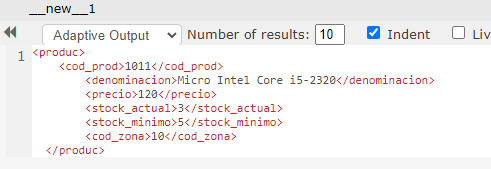 __new__1
Adaptive Output Number of results: 10 Indent Liv
1 <produc>
<cod_prod>1011</cod_prod>
<denominacion>Micro Intel Core i5-2320</denominacion>
<precio>120</precio>
<stock_actual>3</stock_actual>
<stock_minimo>5</stock_minimo>
<cod_zona>10</cod_zona>
</produc>